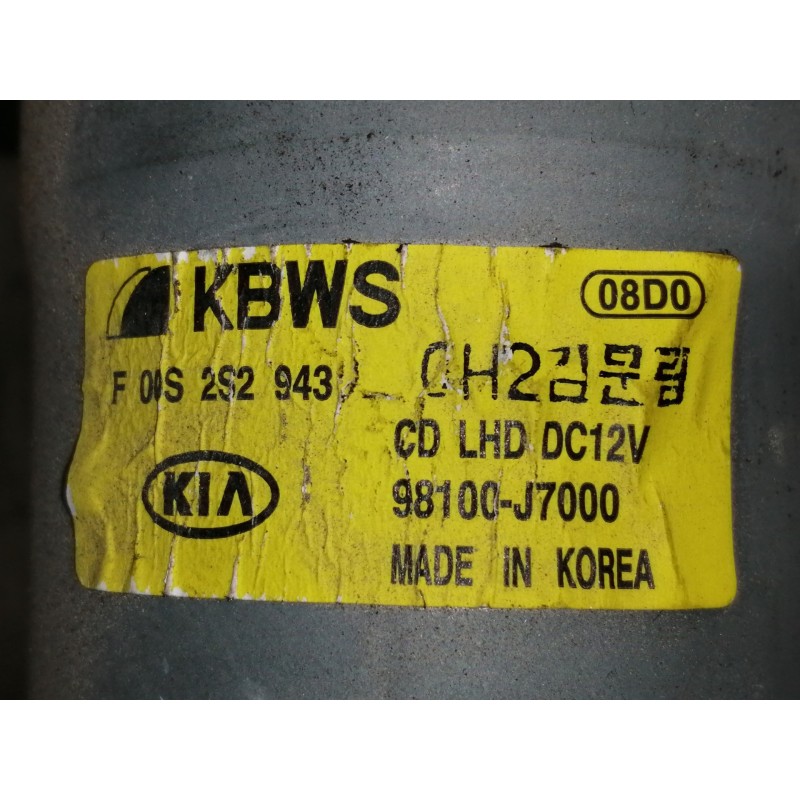 KBWS
08D0
F 00S 2S2 943
CH2김문림
CD LHD DC12V
KIA
98100-J7000
MADE IN KOREA